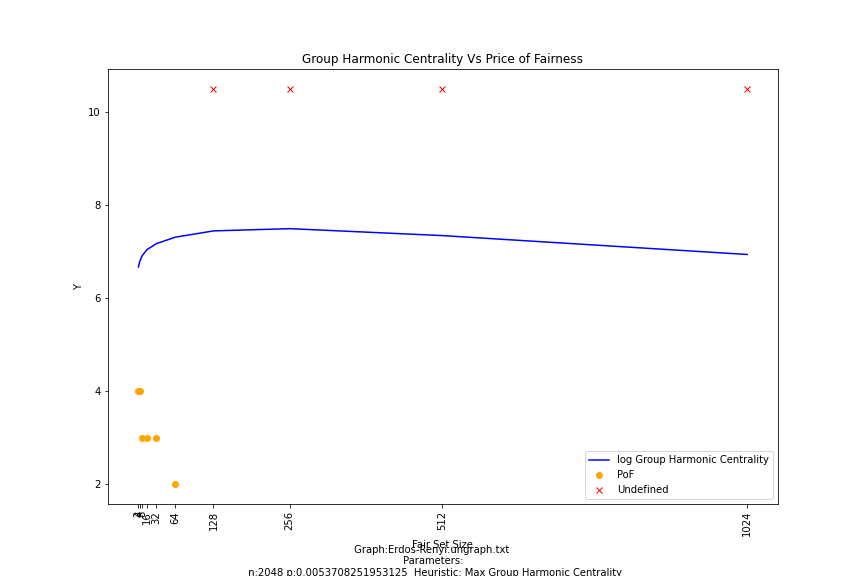 Group Harmonic Centrality Vs Price of Fairness
10
8
6
4
2
Y
log Group Harmonic Centrality
PoF
Undefined
16 32 64 128 256 512 1024
Fair Set Size
Graph:Erdos-Renyi.ungraph.txt
Parameters:
n:2048 p:0.0053708251953125 Heuristic: Max Group Harmonic Centrality